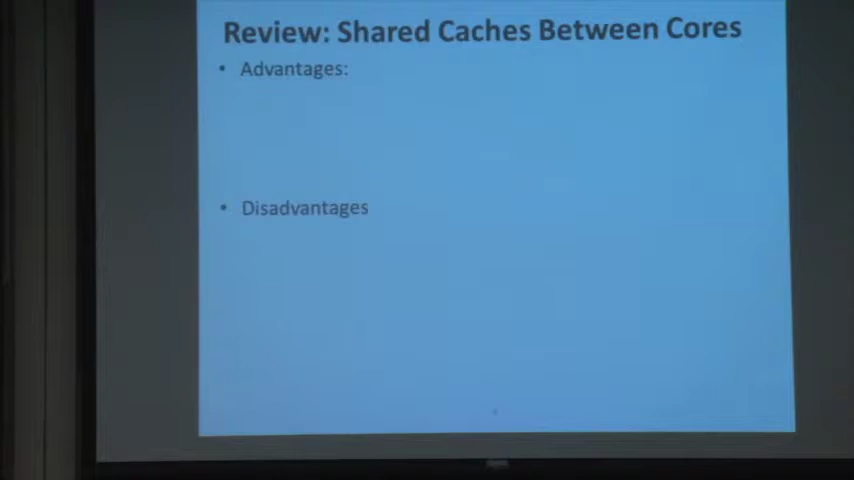 Review: Shared Caches Between Cores
• Advantages:
• Disadvantages